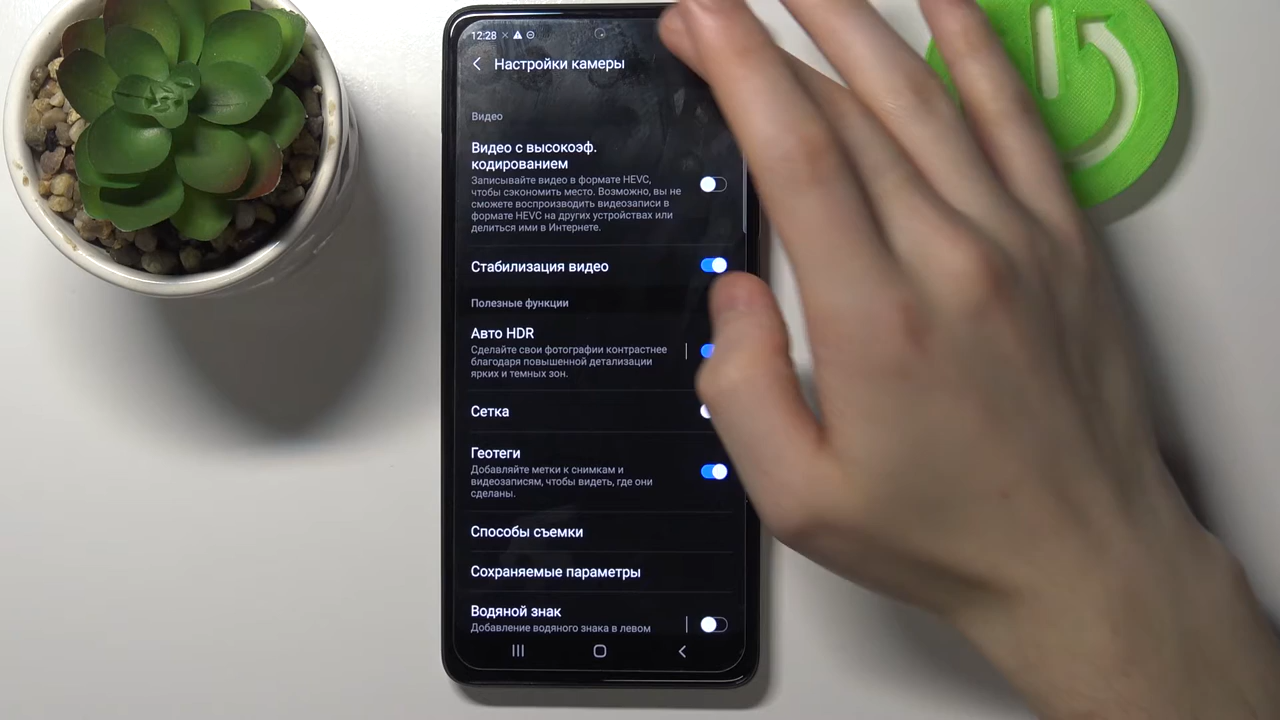 12:28
Настройки камеры
Видео
Видео с высокоэф.
кодированием
Записывайте видео в формате HEVC,
чтобы сэкономить место. Возможно, вы не
сможете воспроизводить видеозаписи в
формате HEVC на других устройствах или
делиться ими в Интернете.
Стабилизация видео
Полезные функции
Авто HDR
Сделайте свои фотографии контрастнее
благодаря повышенной детализации
ярких и темных зон.
Сетка
Геотеги
Добавляйте метки к снимкам и
видеозаписям, чтобы видеть, где они
сделаны.
Способы съемки
Сохраняемые параметры
Водяной знак
Добавление водяного знака в левом